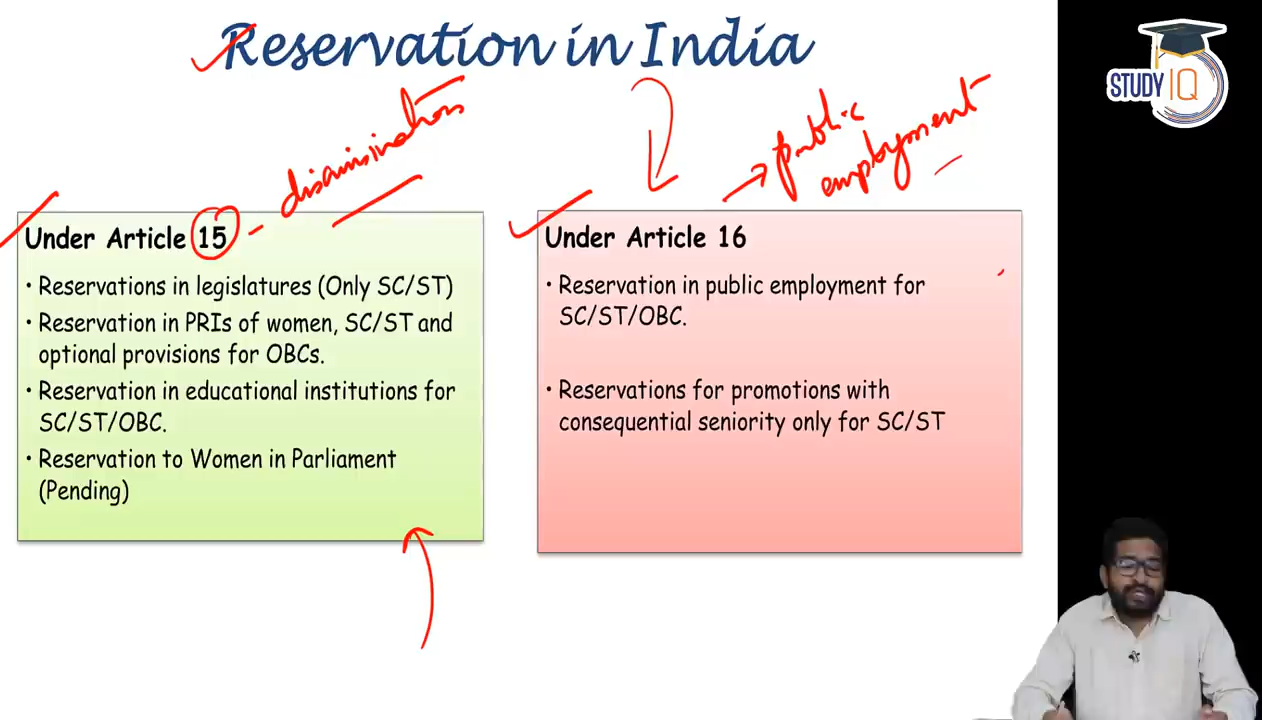 Reservation in India
STUDY IQ
discrimination
public
employment
Under Article 15
• Reservations in legislatures (Only SC/ST)
• Reservation in PRIs of women, SC/ST and
optional provisions for OBCs.
• Reservation in educational institutions for
SC/ST/OBC.
• Reservation to Women in Parliament
(Pending)
Under Article 16
• Reservation in public employment for
SC/ST/OBC.
• Reservations for promotions with
consequential seniority only for SC/ST